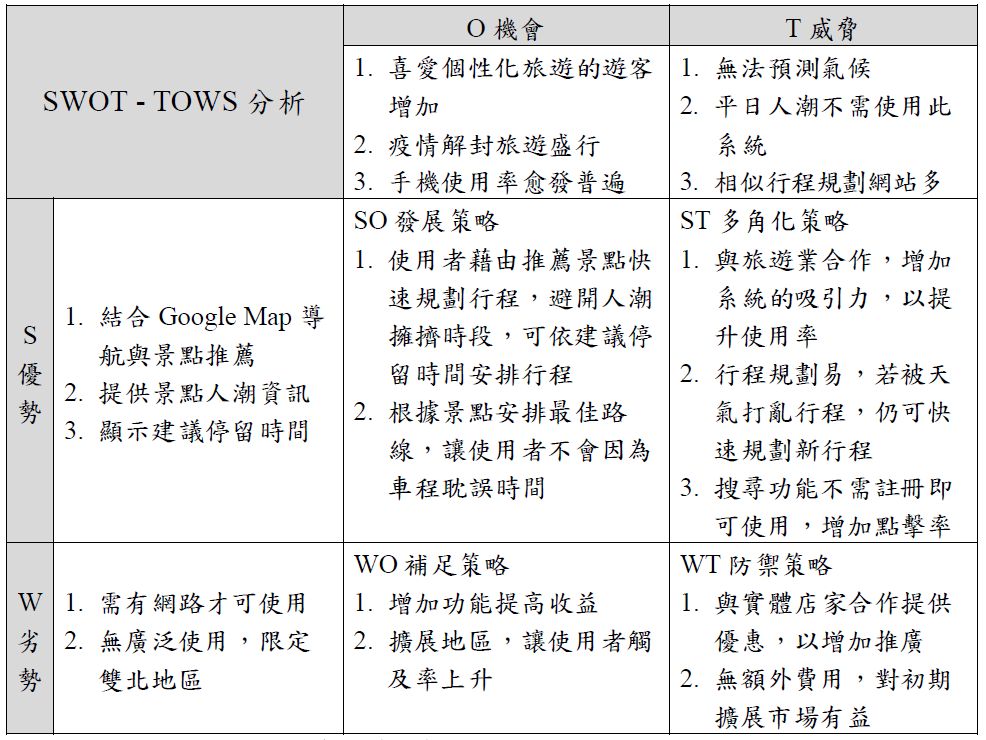 SWOT - TOWS 分析
O 機會
T 威脅
1. 喜愛個性化旅遊的遊客
增加
2. 疫情解封旅遊盛行
3. 手機使用率愈發普遍
1. 無法預測氣候
2. 平日人潮不需使用此
系統
3. 相似行程規劃網站多
S
優
勢
1. 結合 Google Map 導
航與景點推薦
2. 提供景點人潮資訊
3. 顯示建議停留時間
SO 發展策略
1. 使用者藉由推薦景點快
速規劃行程，避開人潮
擁擠時段，可依建議停
留時間安排行程
2. 根據景點安排最佳路
線，讓使用者不會因為
車程耽誤時間
ST 多角化策略
1. 與旅遊業合作，增加
系統的吸引力，以提
升使用率
2. 行程規劃易，若被天
氣打亂行程，仍可快
速規劃新行程
3. 搜尋功能不需註冊即
可使用，增加點擊率
W
劣
勢
1. 需有網路才可使用
2. 無廣泛使用，限定
雙北地區
WO 補足策略
1. 增加功能提高收益
2. 擴展地區，讓使用者觸
及率上升
WT 防禦策略
1. 與實體店家合作提供
優惠，以增加推廣
2. 無額外費用，對初期
擴展市場有益